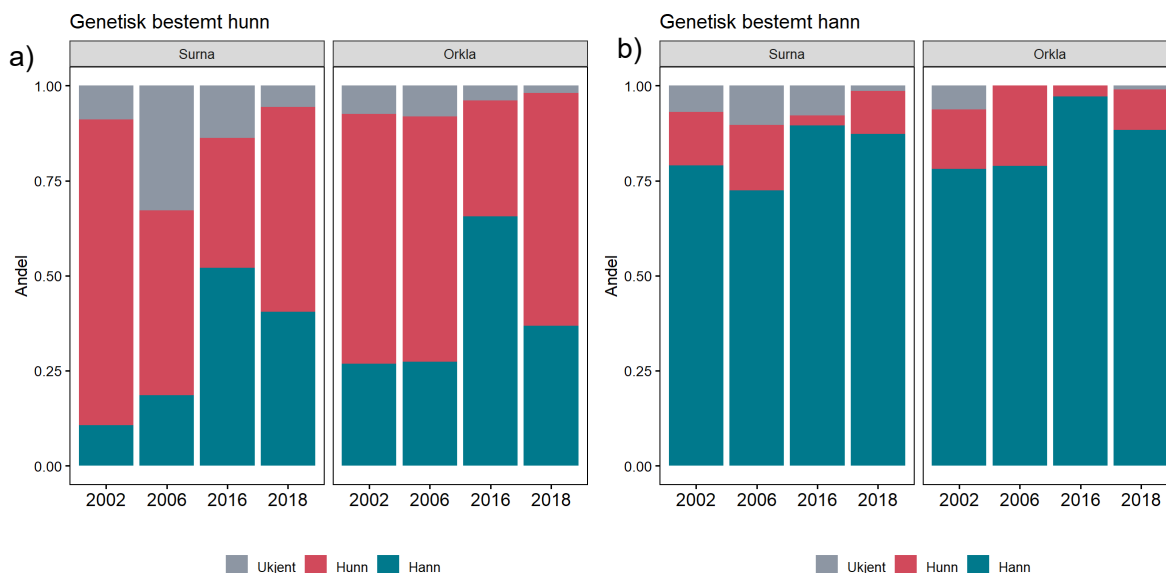 Genetisk bestemt hunn
a)
Surna
Orkla
Andel
1.00
0.75
0.50
0.25
0.00
2002 2006 2016 2018
2002 2006 2016 2018
Ukjent Hunn Hann
Genetisk bestemt hann
b)
Surna
Orkla
Andel
1.00
0.75
0.50
0.25
0.00
2002 2006 2016 2018
2002 2006 2016 2018
Ukjent Hunn Hann